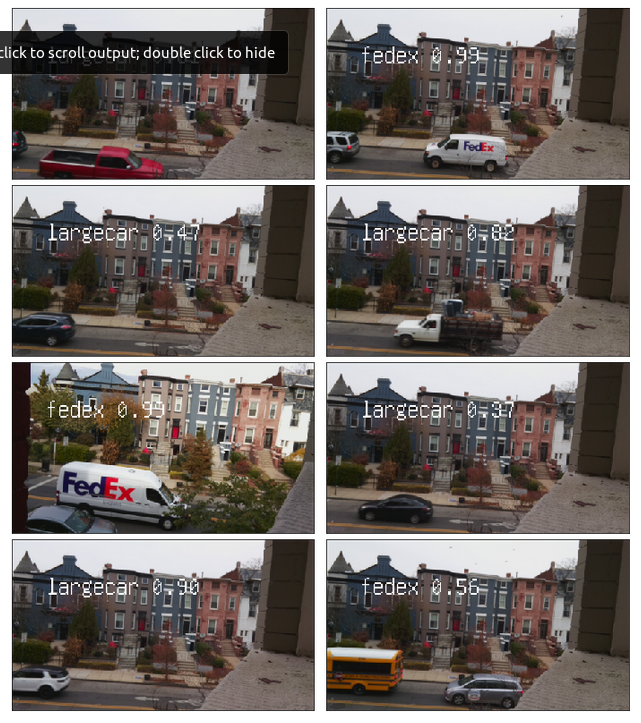 click to scroll output; double click to hide
fedex 0.99
FedEx
largecar 0.47
largecar 0.82
fedex 0.99
FedEx
largecar 0.37
largecar 0.90
fedex 0.56